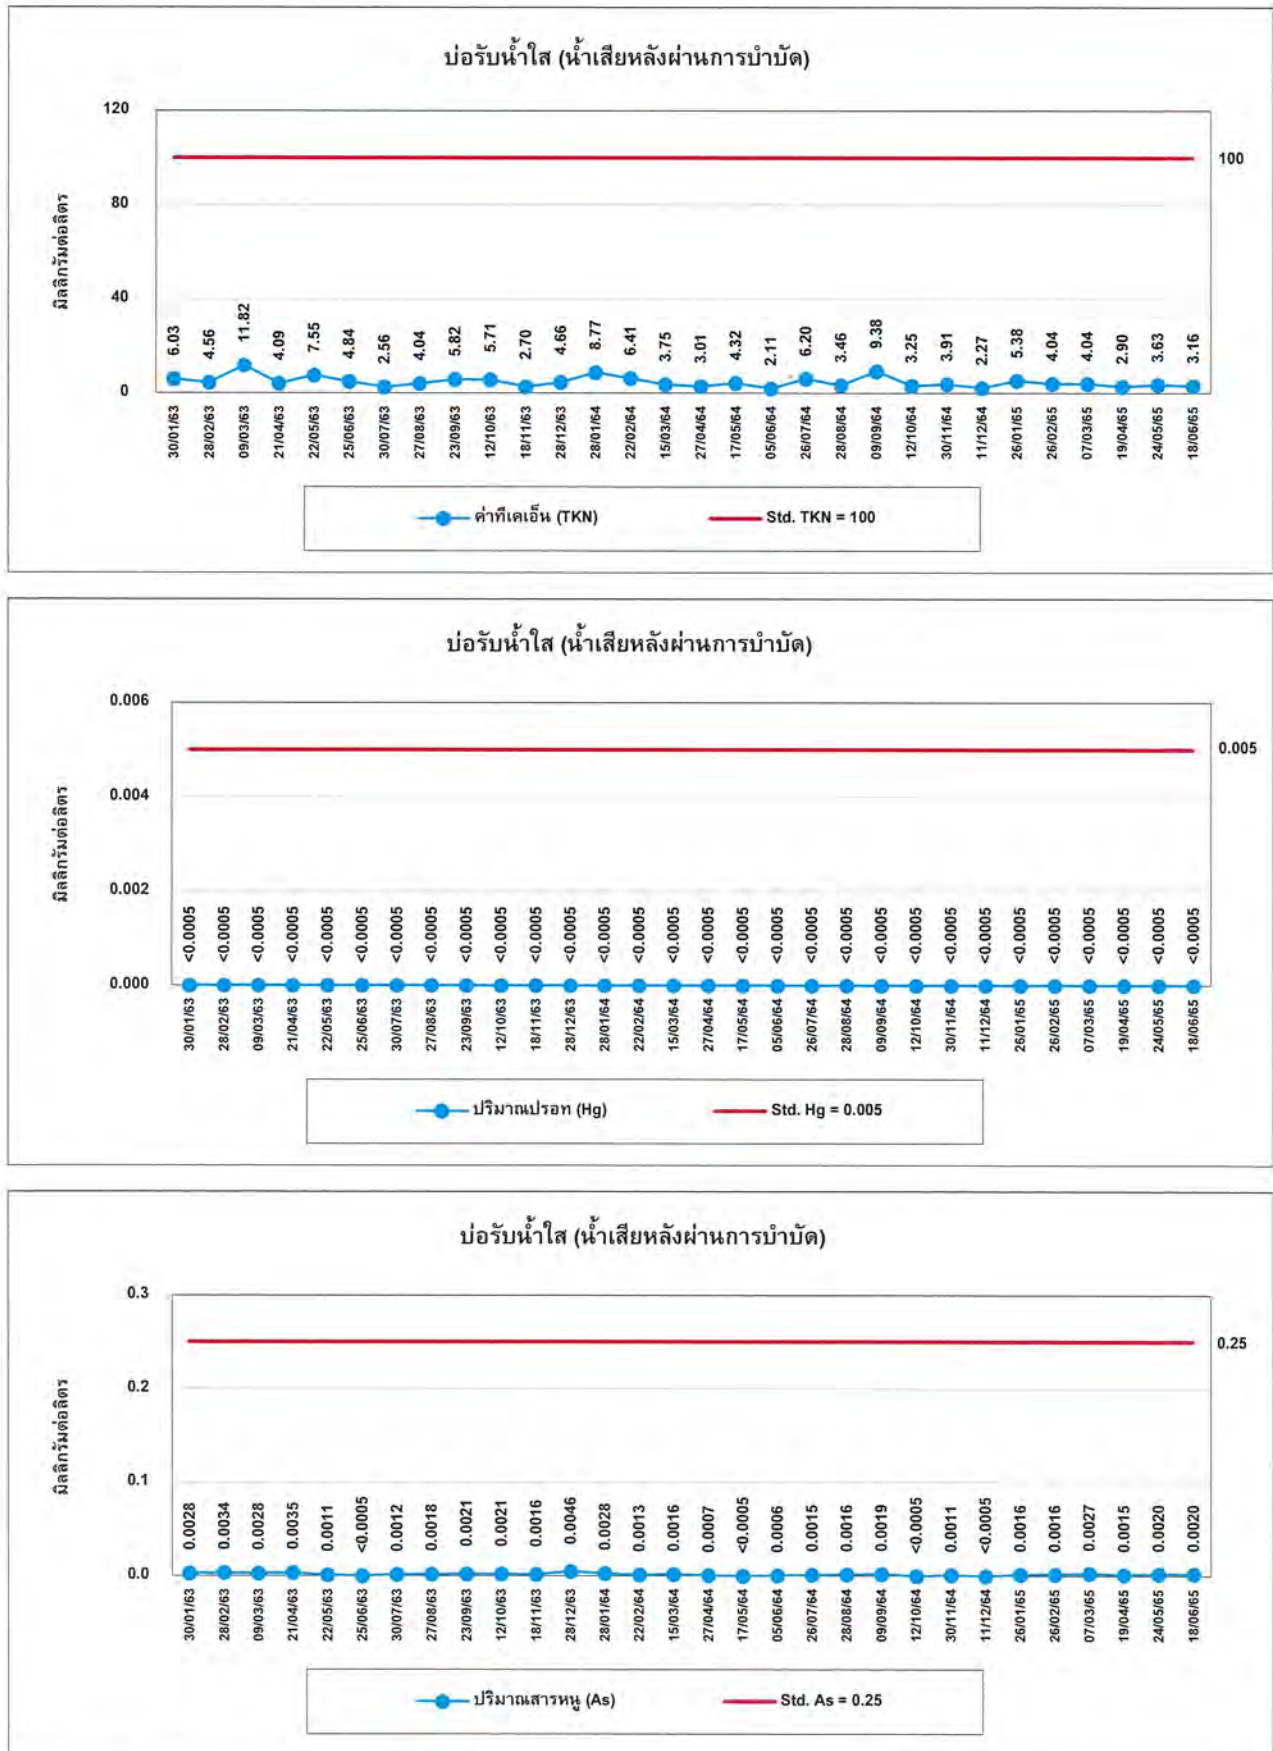 บ่อรับน้ำใส (น้ำเสียหลังผ่านการบำบัด)
มิลลิกรัมต่อลิตร
120
80
40
0
100
6.03 4.56 11.82 4.09 7.55 4.84 2.56 4.04 5.82 5.71 2.70 4.66 8.77 6.41 3.75 3.01 4.32 2.11 6.20 3.46 9.38 3.25 3.91 2.27 5.38 4.04 4.04 2.90 3.63 3.16
30/01/63 28/02/63 09/03/63 21/04/63 22/05/63 25/06/63 30/07/63 27/08/63 23/09/63 12/10/63 18/11/63 28/12/63 28/01/64 22/02/64 15/03/64 27/04/64 17/05/64 05/06/64 26/07/64 28/08/64 09/09/64 12/10/64 30/11/64 11/12/64 26/01/65 26/02/65 07/03/65 19/04/65 24/05/65 18/06/65
ค่าทีเคเอ็น (TKN) Std. TKN = 100
บ่อรับน้ำใส (น้ำเสียหลังผ่านการบำบัด)
มิลลิกรัมต่อลิตร
0.006
0.004
0.002
0.000
0.005
<0.0005 <0.0005 <0.0005 <0.0005 <0.0005 <0.0005 <0.0005 <0.0005 <0.0005 <0.0005 <0.0005 <0.0005 <0.0005 <0.0005 <0.0005 <0.0005 <0.0005 <0.0005 <0.0005 <0.0005 <0.0005 <0.0005 <0.0005 <0.0005 <0.0005 <0.0005 <0.0005 <0.0005 <0.0005 <0.0005
30/01/63 28/02/63 09/03/63 21/04/63 22/05/63 25/06/63 30/07/63 27/08/63 23/09/63 12/10/63 18/11/63 28/12/63 28/01/64 22/02/64 15/03/64 27/04/64 17/05/64 05/06/64 26/07/64 28/08/64 09/09/64 12/10/64 30/11/64 11/12/64 26/01/65 26/02/65 07/03/65 19/04/65 24/05/65 18/06/65
ปริมาณปรอท (Hg) Std. Hg = 0.005
บ่อรับน้ำใส (น้ำเสียหลังผ่านการบำบัด)
มิลลิกรัมต่อลิตร
0.3
0.2
0.1
0.0
0.25
0.0028 0.0034 0.0028 0.0035 0.0011 <0.0005 0.0012 0.0018 0.0021 0.0021 0.0016 0.0046 0.0028 0.0013 0.0016 0.0007 <0.0005 0.0006 0.0015 0.0016 0.0019 <0.0005 0.0011 <0.0005 0.0016 0.0016 0.0027 0.0015 0.0020 0.0020
30/01/63 28/02/63 09/03/63 21/04/63 22/05/63 25/06/63 30/07/63 27/08/63 23/09/63 12/10/63 18/11/63 28/12/63 28/01/64 22/02/64 15/03/64 27/04/64 17/05/64 05/06/64 26/07/64 28/08/64 09/09/64 12/10/64 30/11/64 11/12/64 26/01/65 26/02/65 07/03/65 19/04/65 24/05/65 18/06/65
ปริมาณสารหนู (As) Std. As = 0.25